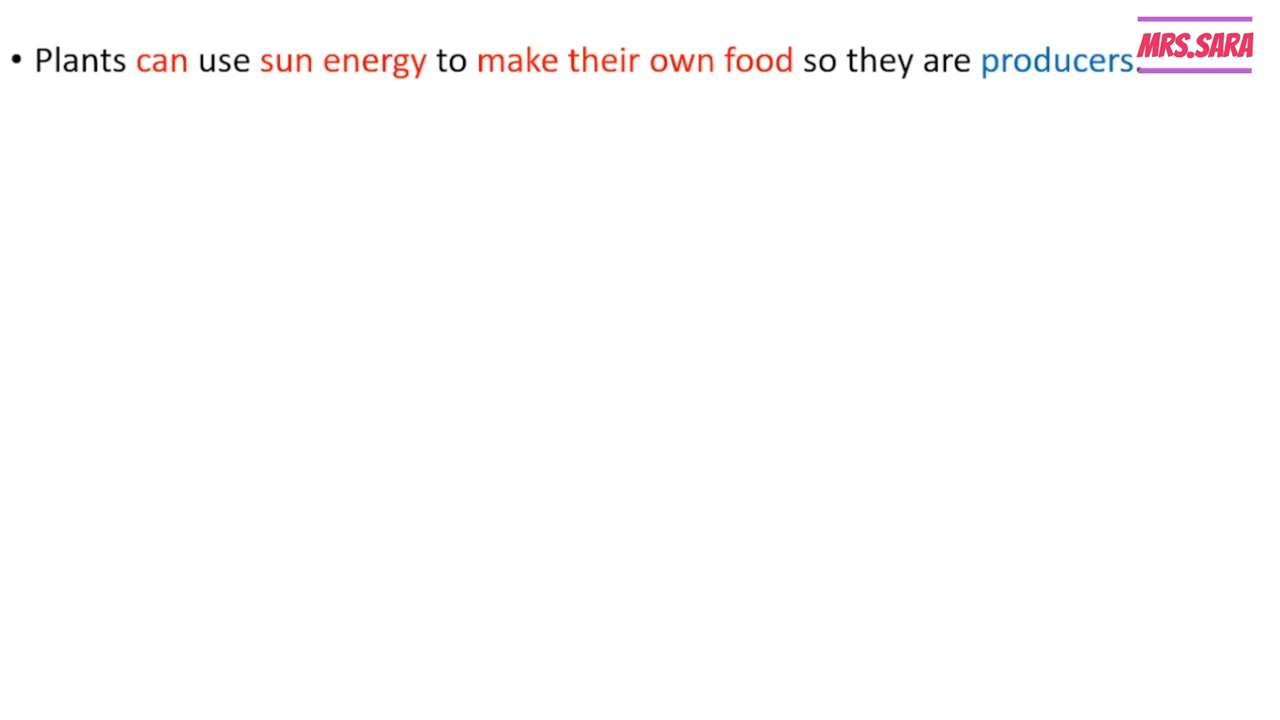 • Plants can use sun energy to make their own food so they are producers.
MRS.SARA